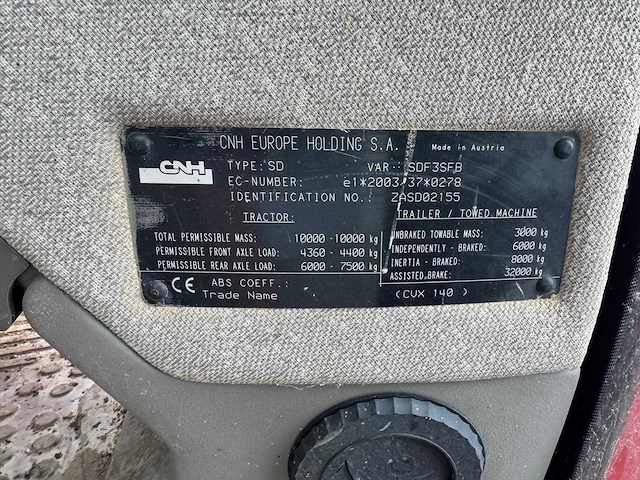 CNH EUROPE HOLDING S.A. Made in Austria
CNH
TYPE: SD VAR.: SDF3SFB
EC-NUMBER: e1*2003/37*0278
IDENTIFICATION NO.: ZASD02155
TRACTOR: TRAILER / TOWED MACHINE
TOTAL PERMISSIBLE MASS: 10000 -10000 kg
PERMISSIBLE FRONT AXLE LOAD: 4360 - 4400 kg
PERMISSIBLE REAR AXLE LOAD: 6000 - 7500 kg
UNBRAKED TOWABLE MASS: 3000 kg
INDEPENDENTLY - BRAKED: 6000 kg
INERTIA - BRAKED: 8000 kg
ASSISTED.BRAKE: 32000 kg
CE ABS COEFF.:
Trade Name (CUX 140 )